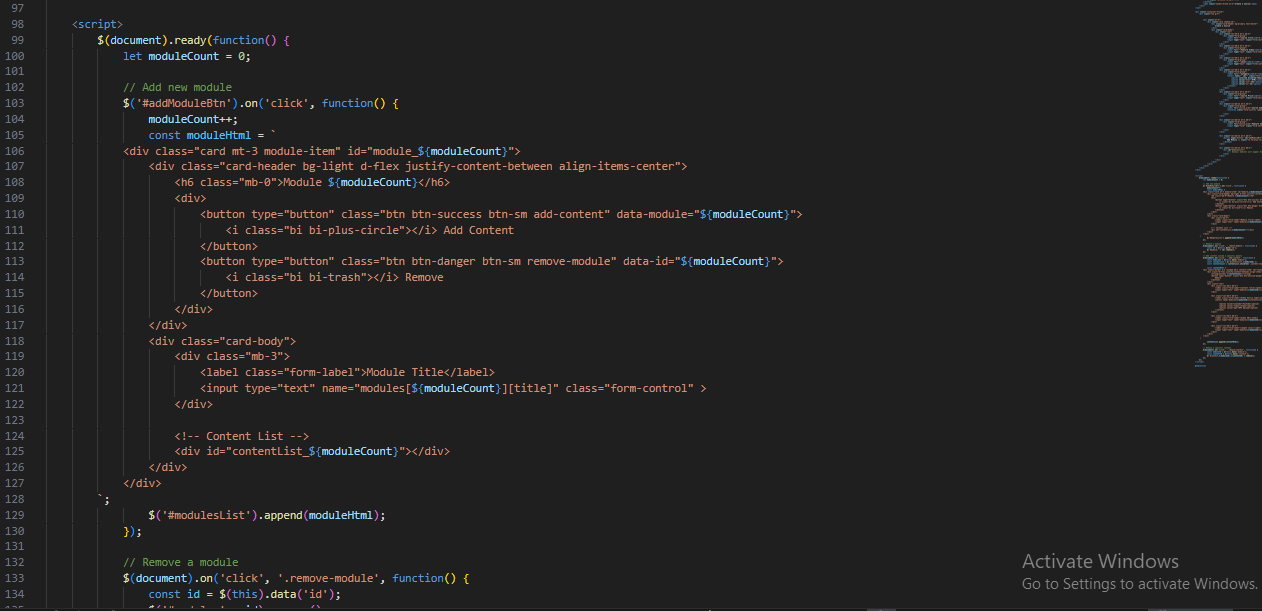 97
98 <script>
99 $(document).ready(function() {
100 let moduleCount = 0;
101
102 // Add new module
103 $('#addModuleBtn').on('click', function() {
104 moduleCount++;
105 const moduleHtml = `
106 <div class="card mt-3 module-item" id="module_${moduleCount}">
107 <div class="card-header bg-light d-flex justify-content-between align-items-center">
108 <h6 class="mb-0">Module ${moduleCount}</h6>
109 <div>
110 <button type="button" class="btn btn-success btn-sm add-content" data-module="${moduleCount}">
111 <i class="bi bi-plus-circle"></i> Add Content
112 </button>
113 <button type="button" class="btn btn-danger btn-sm remove-module" data-id="${moduleCount}">
114 <i class="bi bi-trash"></i> Remove
115 </button>
116 </div>
117 </div>
118 <div class="card-body">
119 <div class="mb-3">
120 <label class="form-label">Module Title</label>
121 <input type="text" name="modules[${moduleCount}][title]" class="form-control" >
122 </div>
123
124 <!-- Content List -->
125 <div id="contentList_${moduleCount}"></div>
126 </div>
127 </div>
128 `;
129 $('#modulesList').append(moduleHtml);
130 });
131
132 // Remove a module
133 $(document).on('click', '.remove-module', function() {
134 const id = $(this).data('id');
Activate Windows
Go to Settings to activate Windows.